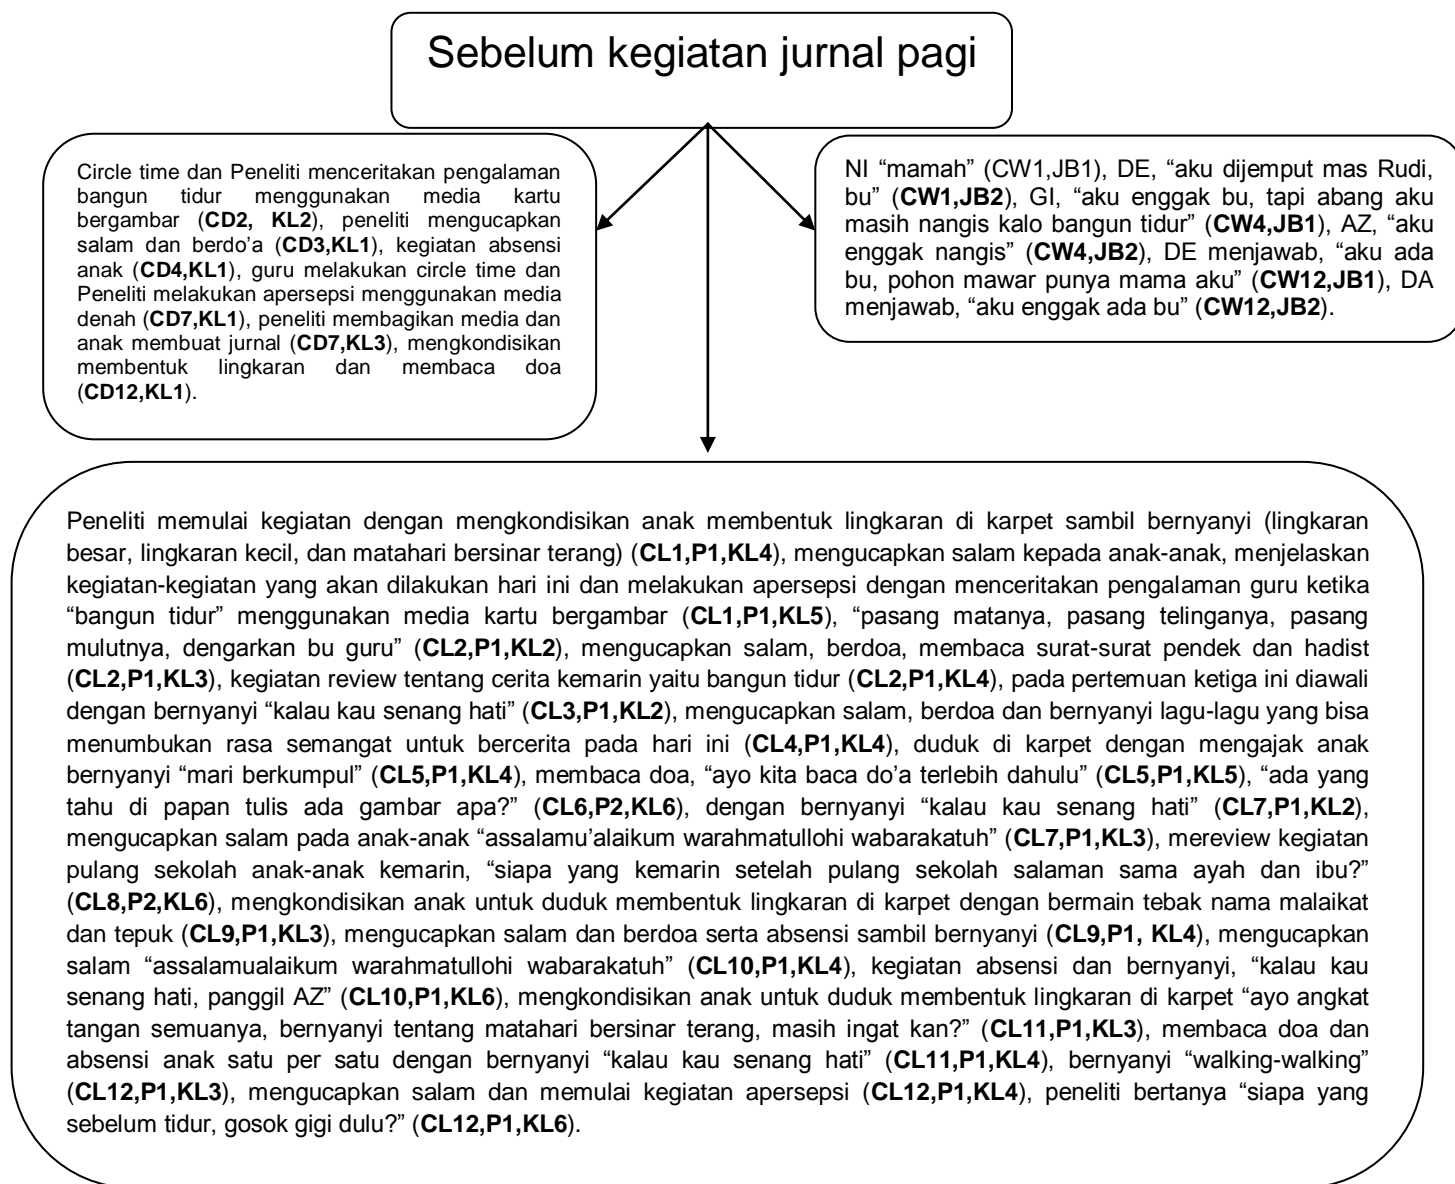 Sebelum kegiatan jurnal pagi
Circle time dan Peneliti menceritakan pengalaman
bangun tidur menggunakan media kartu
bergambar (CD2, KL2), peneliti mengucapkan
salam dan berdo’a (CD3,KL1), kegiatan absensi
anak (CD4,KL1), guru melakukan circle time dan
Peneliti melakukan apersepsi menggunakan media
denah (CD7,KL1), peneliti membagikan media dan
anak membuat jurnal (CD7,KL3), mengkondisikan
membentuk lingkaran dan membaca doa
(CD12,KL1).
NI “mamah” (CW1,JB1), DE, “aku dijemput mas Rudi,
bu” (CW1,JB2), GI, “aku enggak bu, tapi abang aku
masih nangis kalo bangun tidur” (CW4,JB1), AZ, “aku
enggak nangis” (CW4,JB2), DE menjawab, “aku ada
bu, pohon mawar punya mama aku” (CW12,JB1), DA
menjawab, “aku enggak ada bu” (CW12,JB2).
Peneliti memulai kegiatan dengan mengkondisikan anak membentuk lingkaran di karpet sambil bernyanyi (lingkaran
besar, lingkaran kecil, dan matahari bersinar terang) (CL1,P1,KL4), mengucapkan salam kepada anak-anak, menjelaskan
kegiatan-kegiatan yang akan dilakukan hari ini dan melakukan apersepsi dengan menceritakan pengalaman guru ketika
“bangun tidur” menggunakan media kartu bergambar (CL1,P1,KL5), “pasang matanya, pasang telinganya, pasang
mulutnya, dengarkan bu guru” (CL2,P1,KL2), mengucapkan salam, berdoa, membaca surat-surat pendek dan hadist
(CL2,P1,KL3), kegiatan review tentang cerita kemarin yaitu bangun tidur (CL2,P1,KL4), pada pertemuan ketiga ini diawali
dengan bernyanyi “kalau kau senang hati” (CL3,P1,KL2), mengucapkan salam, berdoa dan bernyanyi lagu-lagu yang bisa
menumbukan rasa semangat untuk bercerita pada hari ini (CL4,P1,KL4), duduk di karpet dengan mengajak anak
bernyanyi “mari berkumpul” (CL5,P1,KL4), membaca doa, “ayo kita baca do’a terlebih dahulu” (CL5,P1,KL5), “ada yang
tahu di papan tulis ada gambar apa?” (CL6,P2,KL6), dengan bernyanyi “kalau kau senang hati” (CL7,P1,KL2),
mengucapkan salam pada anak-anak “assalamu’alaikum warahmatullohi wabarakatuh” (CL7,P1,KL3), mereview kegiatan
pulang sekolah anak-anak kemarin, “siapa yang kemarin setelah pulang sekolah salaman sama ayah dan ibu?”
(CL8,P2,KL6), mengkondisikan anak untuk duduk membentuk lingkaran di karpet dengan bermain tebak nama malaikat
dan tepuk (CL9,P1,KL3), mengucapkan salam dan berdoa serta absensi sambil bernyanyi (CL9,P1, KL4), mengucapkan
salam “assalamualaikum warahmatullohi wabarakatuh” (CL10,P1,KL4), kegiatan absensi dan bernyanyi, “kalau kau
senang hati, panggil AZ” (CL10,P1,KL6), mengkondisikan anak untuk duduk membentuk lingkaran di karpet “ayo angkat
tangan semuanya, bernyanyi tentang matahari bersinar terang, masih ingat kan?” (CL11,P1,KL3), membaca doa dan
absensi anak satu per satu dengan bernyanyi “kalau kau senang hati” (CL11,P1,KL4), bernyanyi “walking-walking”
(CL12,P1,KL3), mengucapkan salam dan memulai kegiatan apersepsi (CL12,P1,KL4), peneliti bertanya “siapa yang
sebelum tidur, gosok gigi dulu?” (CL12,P1,KL6).